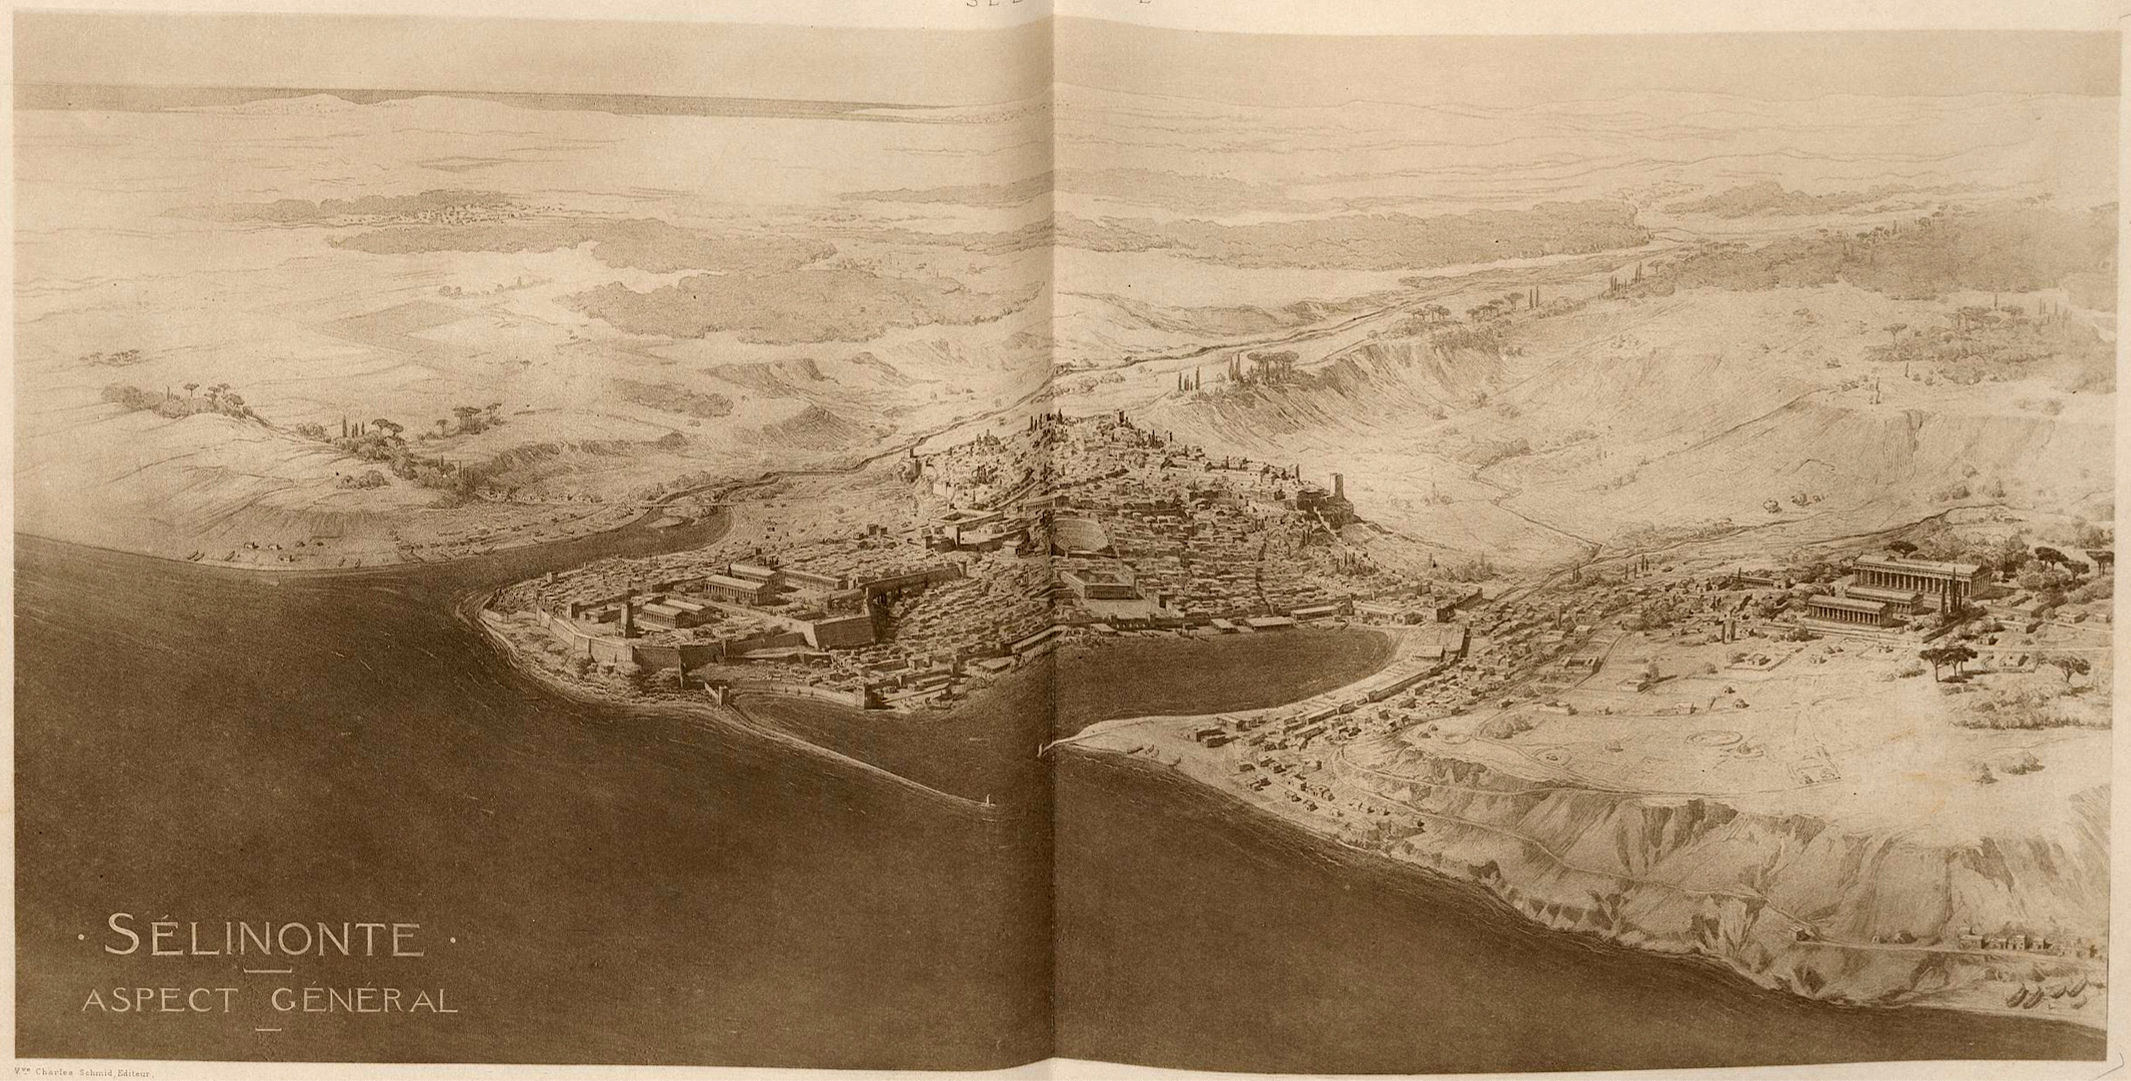 · SÉLINONTE ·
ASPECT GÉNÉRAL
Vve Charles Schmid, Editeur.